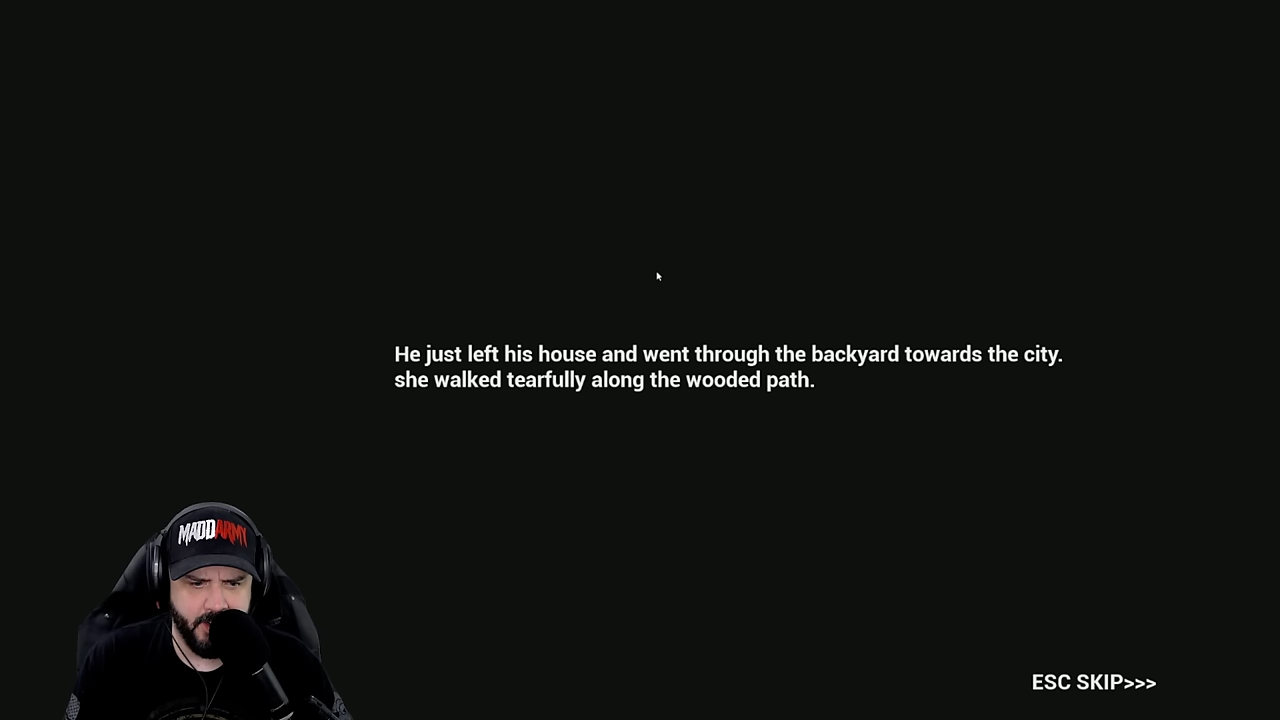 He just left his house and went through the backyard towards the city.
she walked tearfully along the wooded path.
MADDARMY
ESC SKIP>>>